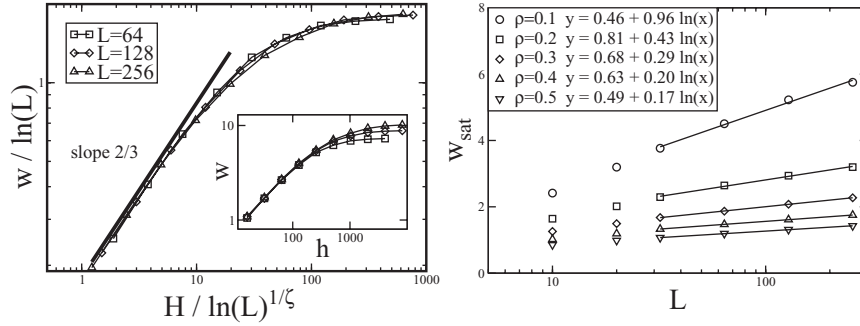 L=64
L=128
L=256
1
w / ln(L)
slope 2/3
10
w
1
100
1000
h
1
10
100
1000
H / ln(L)^{1/ζ}
ρ=0.1 y = 0.46 + 0.96 ln(x)
ρ=0.2 y = 0.81 + 0.43 ln(x)
ρ=0.3 y = 0.68 + 0.29 ln(x)
ρ=0.4 y = 0.63 + 0.20 ln(x)
ρ=0.5 y = 0.49 + 0.17 ln(x)
8
6
4
2
0
w_{sat}
10
100
L